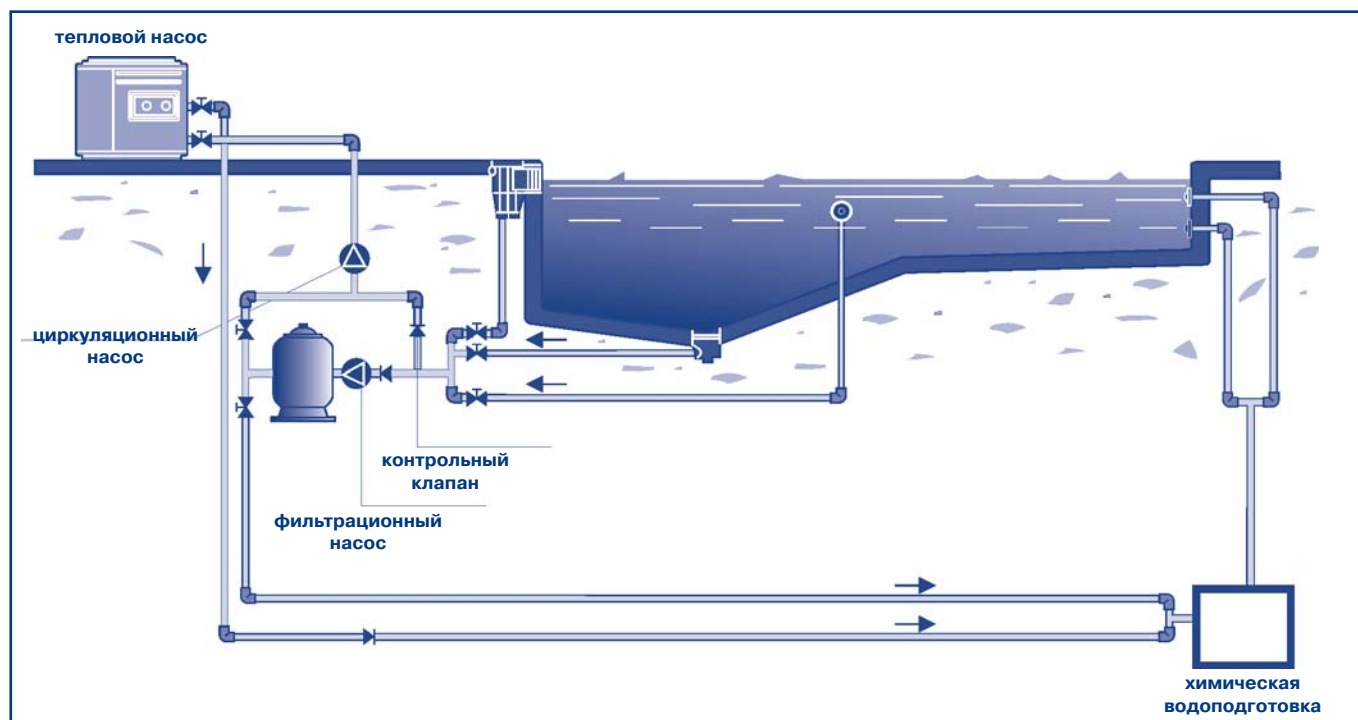 тепловой насос
циркуляционный
насос
контрольный
клапан
фильтрационный
насос
химическая
водоподготовка